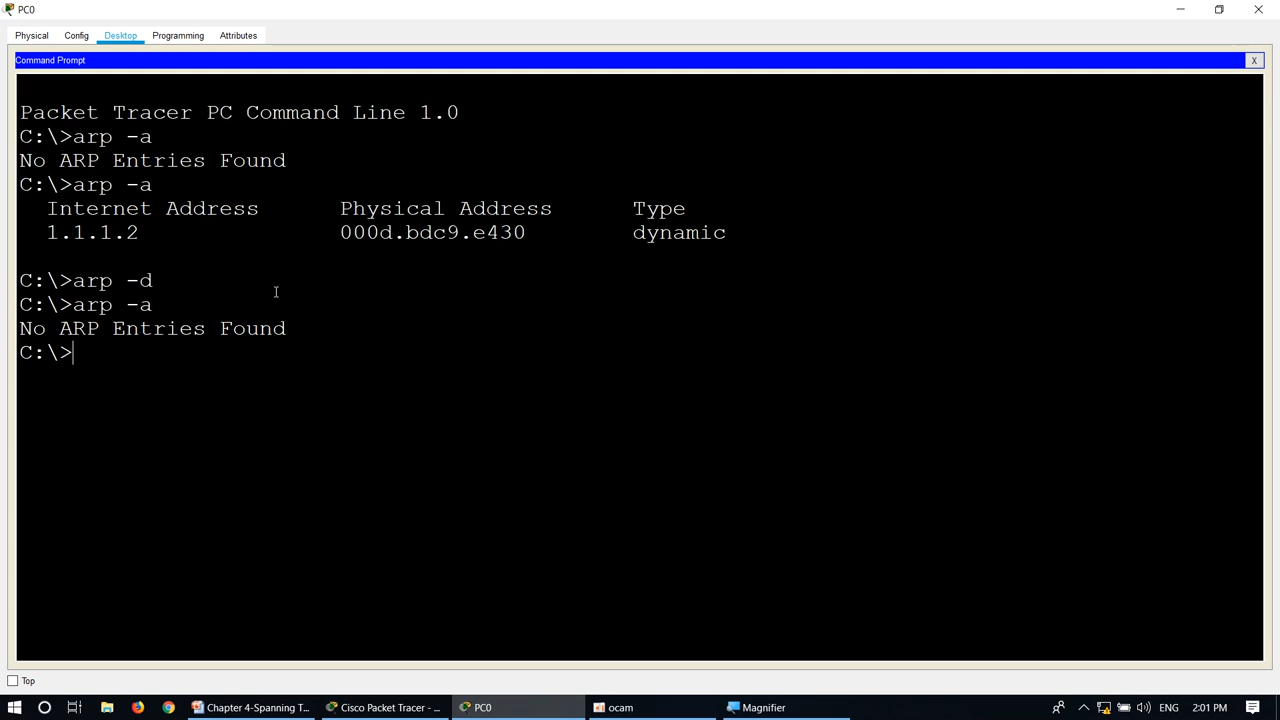 PC0
Physical Config Desktop Programming Attributes
Command Prompt X
Packet Tracer PC Command Line 1.0
C:\>arp -a
No ARP Entries Found
C:\>arp -a
Internet Address Physical Address Type
1.1.1.2 000d.bdc9.e430 dynamic
C:\>arp -d
C:\>arp -a
No ARP Entries Found
C:\>
Top
Chapter 4-Spanning T... Cisco Packet Tracer - ... PC0 ocam Magnifier ENG 2:01 PM